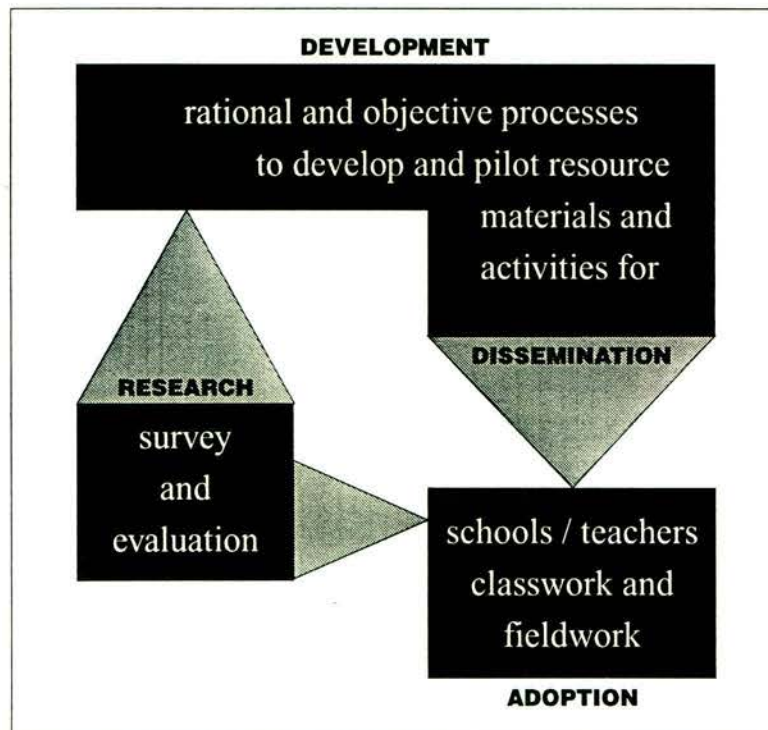 DEVELOPMENT
rational and objective processes
to develop and pilot resource
materials and
activities for
DISSEMINATION
RESEARCH
survey
and
evaluation
schools / teachers
classwork and
fieldwork
ADOPTION